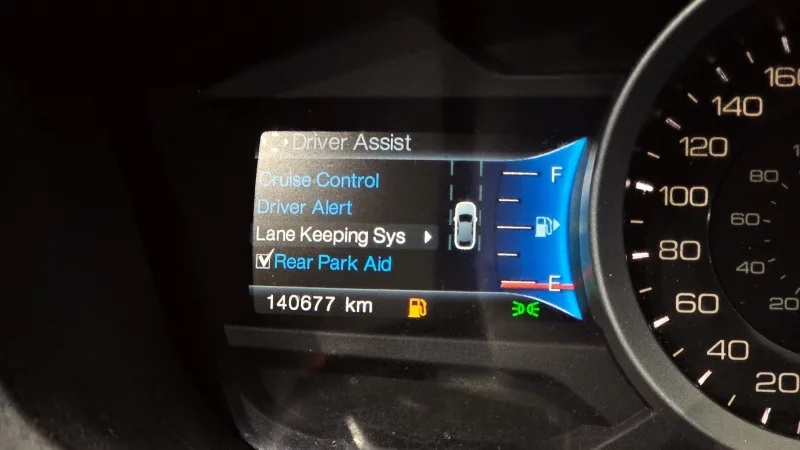 Driver Assist
Cruise Control
Driver Alert
Lane Keeping Sys
Rear Park Aid
140677 km
F
E
160
140
120
100
80
60
40
20
80
60
40
20